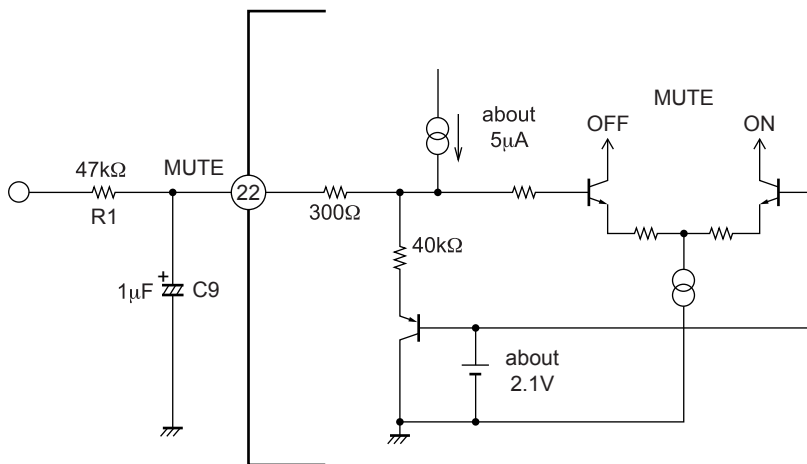 about
5μA
MUTE
OFF
ON
47kΩ
R1
MUTE
22
300Ω
40kΩ
1μF
+
C9
about
2.1V